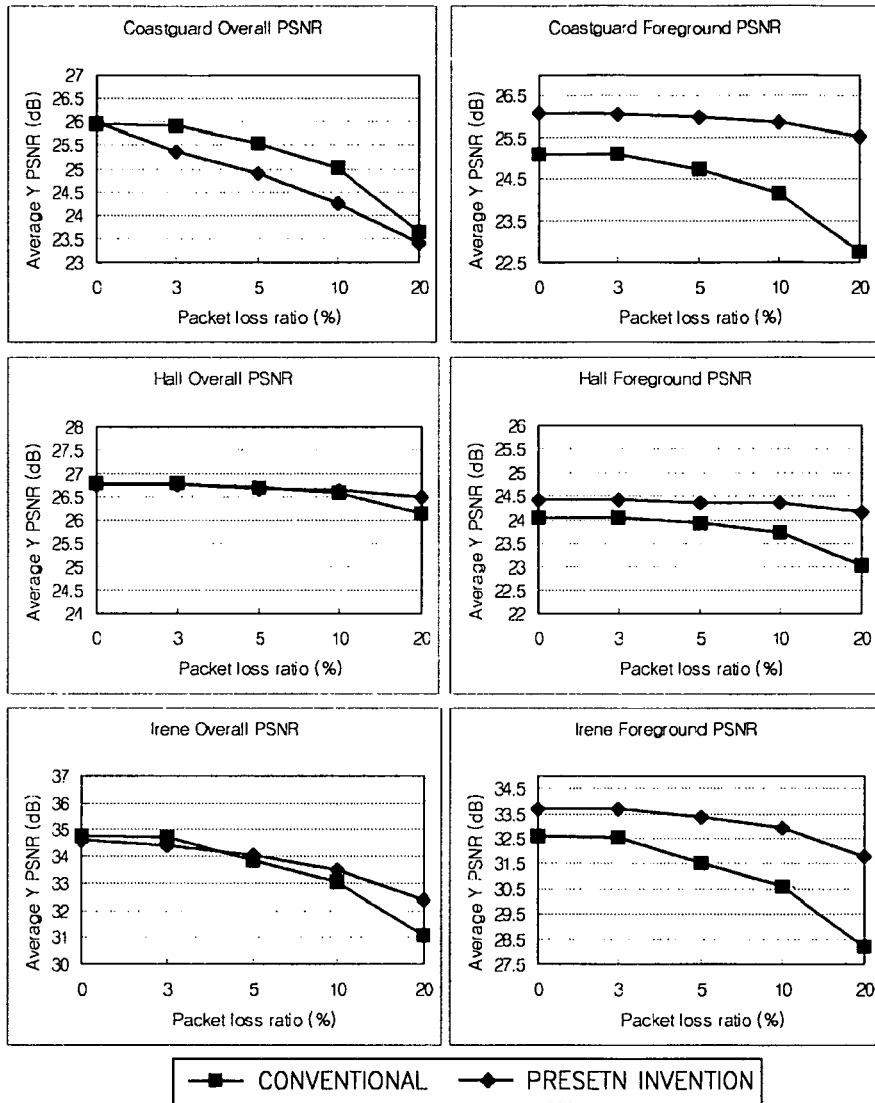 Coastguard Overall PSNR
Average Y PSNR (dB)
27
26.5
26
25.5
25
24.5
24
23.5
23
0 3 5 10 20
Packet loss ratio (%)
Coastguard Foreground PSNR
Average Y PSNR (dB)
26.5
25.5
24.5
23.5
22.5
0 3 5 10 20
Packet loss ratio (%)
Hall Overall PSNR
Average Y PSNR (dB)
28
27.5
27
26.5
26
25.5
25
24.5
24
0 3 5 10 20
Packet loss ratio (%)
Hall Foreground PSNR
Average Y PSNR (dB)
26
25.5
25
24.5
24
23.5
23
22.5
22
0 3 5 10 20
Packet loss ratio (%)
Irene Overall PSNR
Average Y PSNR (dB)
37
36
35
34
33
32
31
30
0 3 5 10 20
Packet loss ratio (%)
Irene Foreground PSNR
Average Y PSNR (dB)
34.5
33.5
32.5
31.5
30.5
29.5
28.5
27.5
0 3 5 10 20
Packet loss ratio (%)
CONVENTIONAL PRESETN INVENTION